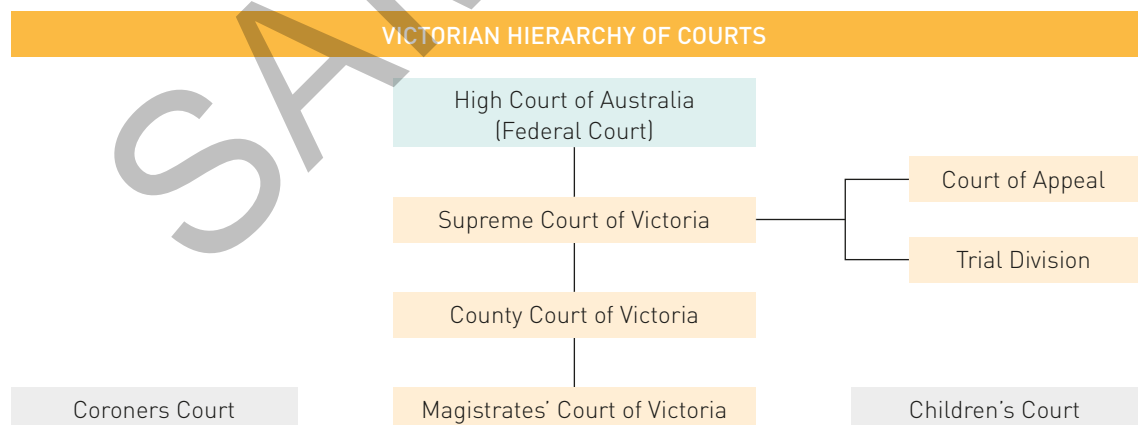 VICTORIAN HIERARCHY OF COURTS
High Court of Australia
(Federal Court)
Court of Appeal
Supreme Court of Victoria
Trial Division
County Court of Victoria
Coroners Court
Magistrates' Court of Victoria
Children's Court